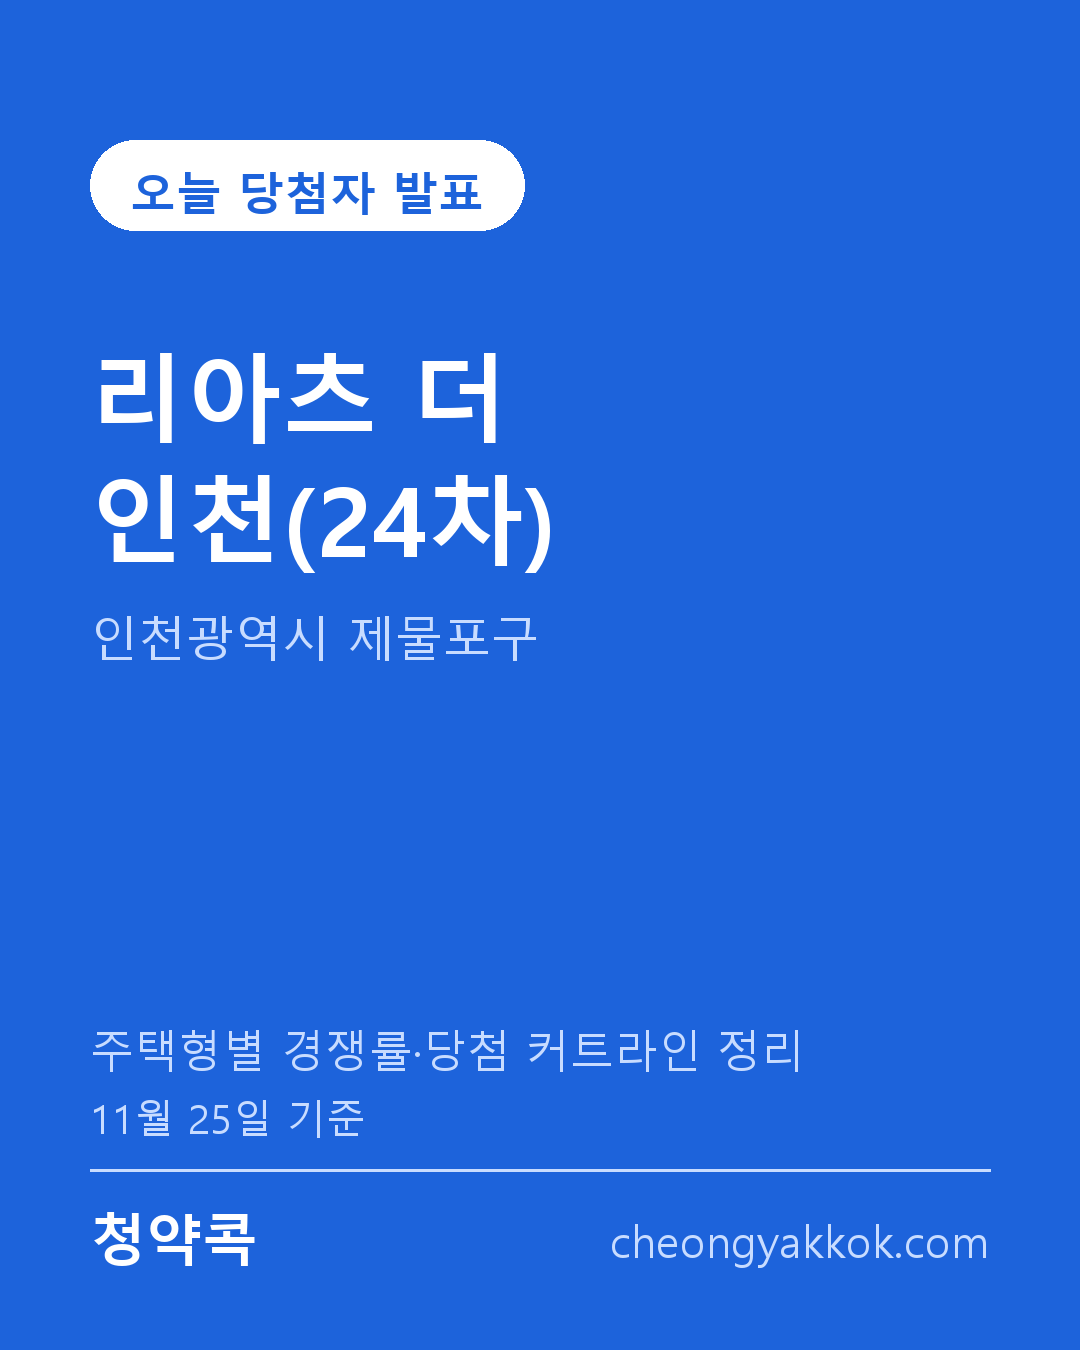 오늘 당첨자 발표
리아츠 더
인천(24차)
인천광역시 제물포구
주택형별 경쟁률·당첨 커트라인 정리
11월 25일 기준
청약콕
cheongyakkok.com